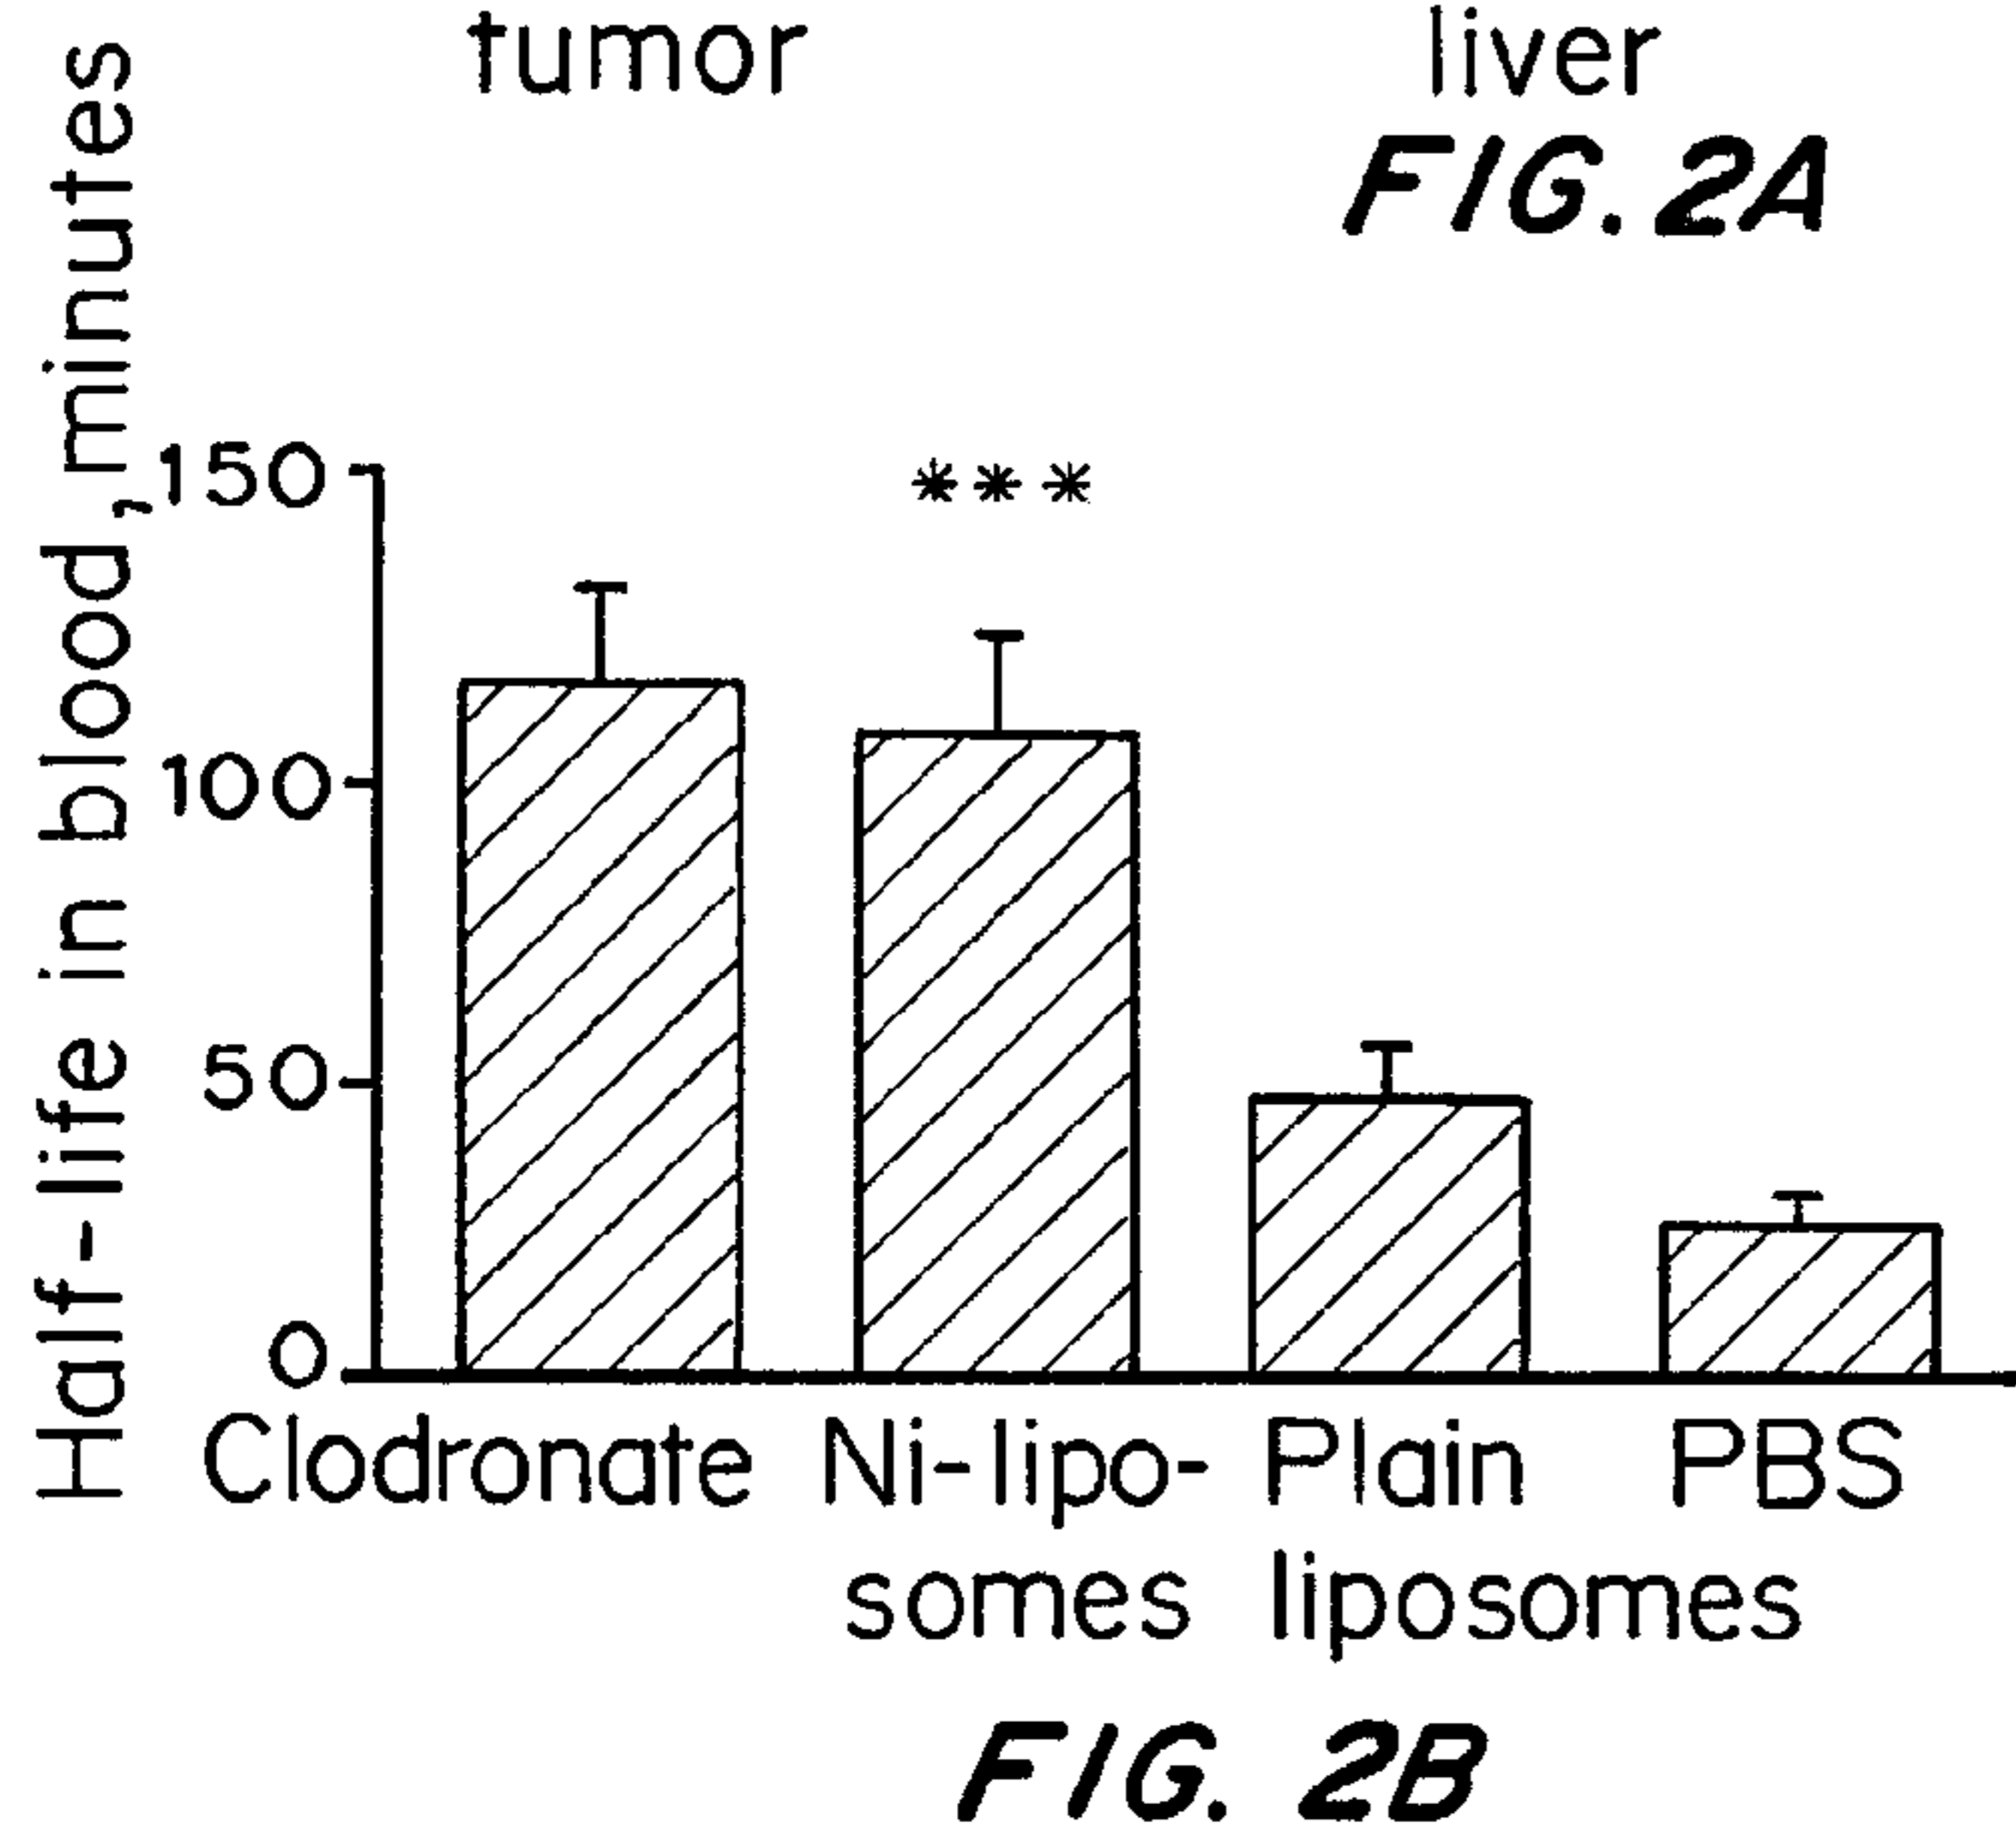 tumor liver
FIG. 2A
Half-life in blood, minutes
150
***
100
50
0
Clodronate Ni-lipo- Plain PBS
somes liposomes
FIG. 2B